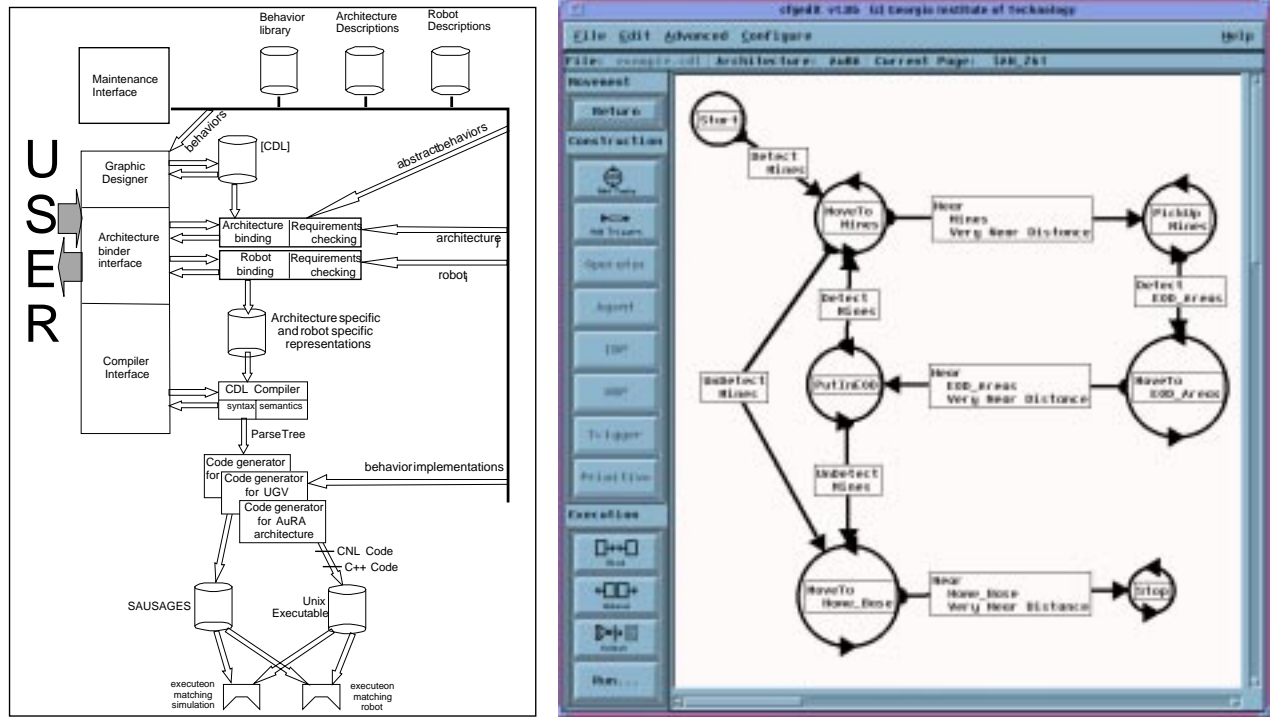 Behavior
library
Architecture
Descriptions
Robot
Descriptions
Maintenance
Interface
behaviors
[CDL]
abstractbehaviors
USER
Graphic
Designer
Architecture
binder
interface
Architecture
binding
Requirements
checking
architecture
Robot
binding
Requirements
checking
robot
Architecture specific
and robot specific
representations
Compiler
Interface
CDL Compiler
syntax semantics
ParseTree
Code generator
for
Code generator
for UGV
Code generator
for AuRA
architecture
behavior implementations
CNL Code
C++ Code
SAUSAGES
Unix
Executable
executeon
matching
simulation
executeon
matching
robot
cfgedit v1.0b (c) Georgia Institute of Technology
File Edit Advanced Configure
Help
File: example.cdl Architecture: AuRA Current Page:
Movement
Return
Construction
Operator
Agent
Trigger
Primitive
Execution
Run...
Start
Detect
Mines
MoveTo
Mines
Near
Mines
Very Near Distance
PickUp
Mines
Detect
Mines
Detect
EOD_Areas
UnDetect
Mines
PutInEOD
Near
EOD_Areas
Very Near Distance
MoveTo
EOD_Areas
UnDetect
Mines
MoveTo
Home_Base
Near
Home_Base
Very Near Distance
Stop